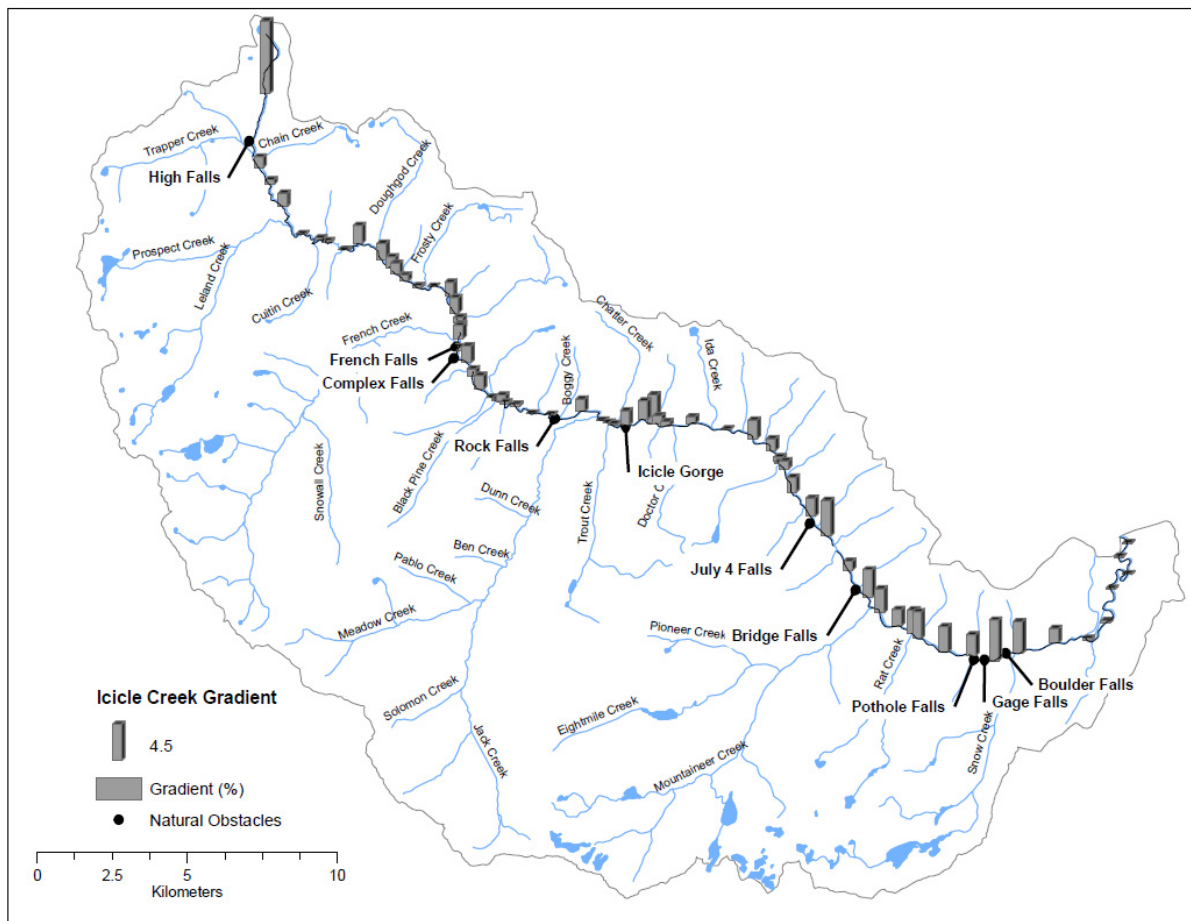 Trapper Creek
Chain Creek
High Falls
Doughgod Creek
Frosty Creek
Prospect Creek
Leland Creek
Cuitin Creek
French Creek
French Falls
Complex Falls
Chatter Creek
Ida Creek
Boggy Creek
Rock Falls
Icicle Gorge
Snowall Creek
Black Pine Creek
Dunn Creek
Trout Creek
Doctor C
Ben Creek
July 4 Falls
Pablo Creek
Meadow Creek
Pioneer Creek
Bridge Falls
Rat Creek
Boulder Falls
Pothole Falls
Gage Falls
Solomon Creek
Jack Creek
Eightmile Creek
Mountaineer Creek
Snow Creek
Icicle Creek Gradient
4.5
Gradient (%)
Natural Obstacles
0 2.5 5 10
Kilometers